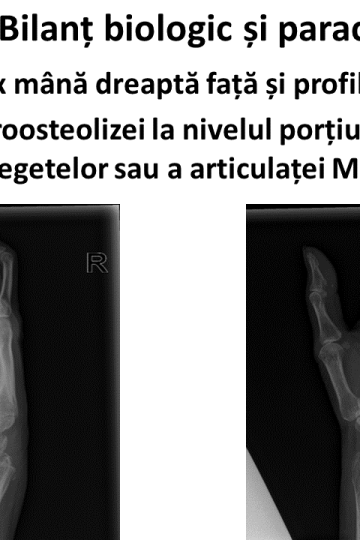 Bilanț biologic și parac
x mână dreaptă față și profil
roosteolizei la nivelul porțiu
egetelor sau a articulației M
R